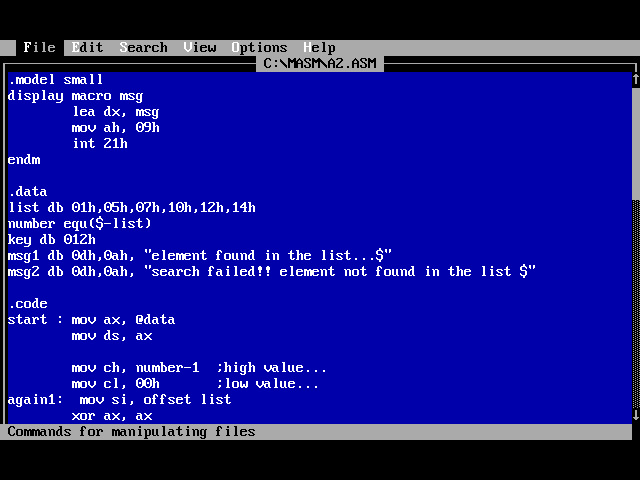 File Edit Search View Options Help
C:\MASM\A2.ASM
.model small
display macro msg
lea dx, msg
mov ah, 09h
int 21h
endm
.data
list db 01h,05h,07h,10h,12h,14h
number equ($-list)
key db 012h
msg1 db 0dh,0ah, "element found in the list...$"
msg2 db 0dh,0ah, "search failed!! element not found in the list $"
.code
start : mov ax, @data
mov ds, ax
mov ch, number-1 ;high value...
mov cl, 00h ;low value...
again1: mov si, offset list
xor ax, ax
Commands for manipulating files